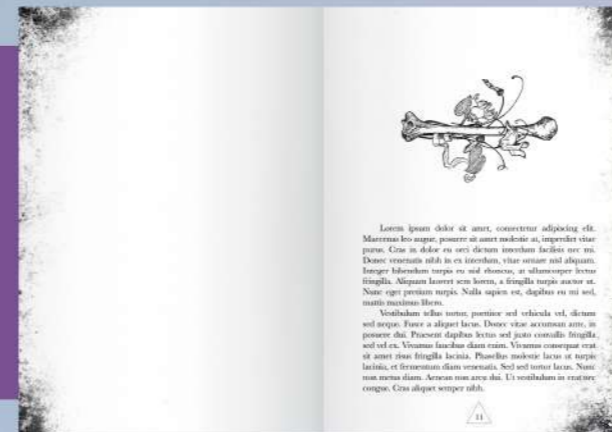 Lorem ipsum dolor sit amet, consectetur adipiscing elit.
Maecenas leo augue, posuere sit amet molestie at, imperdiet vitae
purus. Cras in dolor eu orci dictum interdum facilisis nec mi.
Donec venenatis nibh in ex interdum, vitae ornare nisl aliquam.
Integer bibendum turpis eu nisl rhoncus, at ullamcorper lectus
fringilla. Aliquam laoreet sem lorem, a fringilla turpis auctor ut.
Nunc eget pretium turpis. Nulla sapien est, dapibus eu mi sed,
mattis maximus libero.
Vestibulum tellus tortor, porttitor sed vehicula vel, dictum
sed neque. Fusce a aliquet lacus. Donec vitae accumsan ante, in
posuere dui. Praesent dapibus lectus sed justo convallis fringilla
sed vel ex. Vivamus faucibus diam enim. Vivamus consequat erat
sit amet risus fringilla lacinia. Phasellus molestie lacus ut turpis
lacinia, et fermentum diam venenatis. Sed sed tortor lacus. Nunc
non metus diam. Aenean non arcu dui. Ut vestibulum in erat nec
congue. Cras aliquet semper nibh.
11